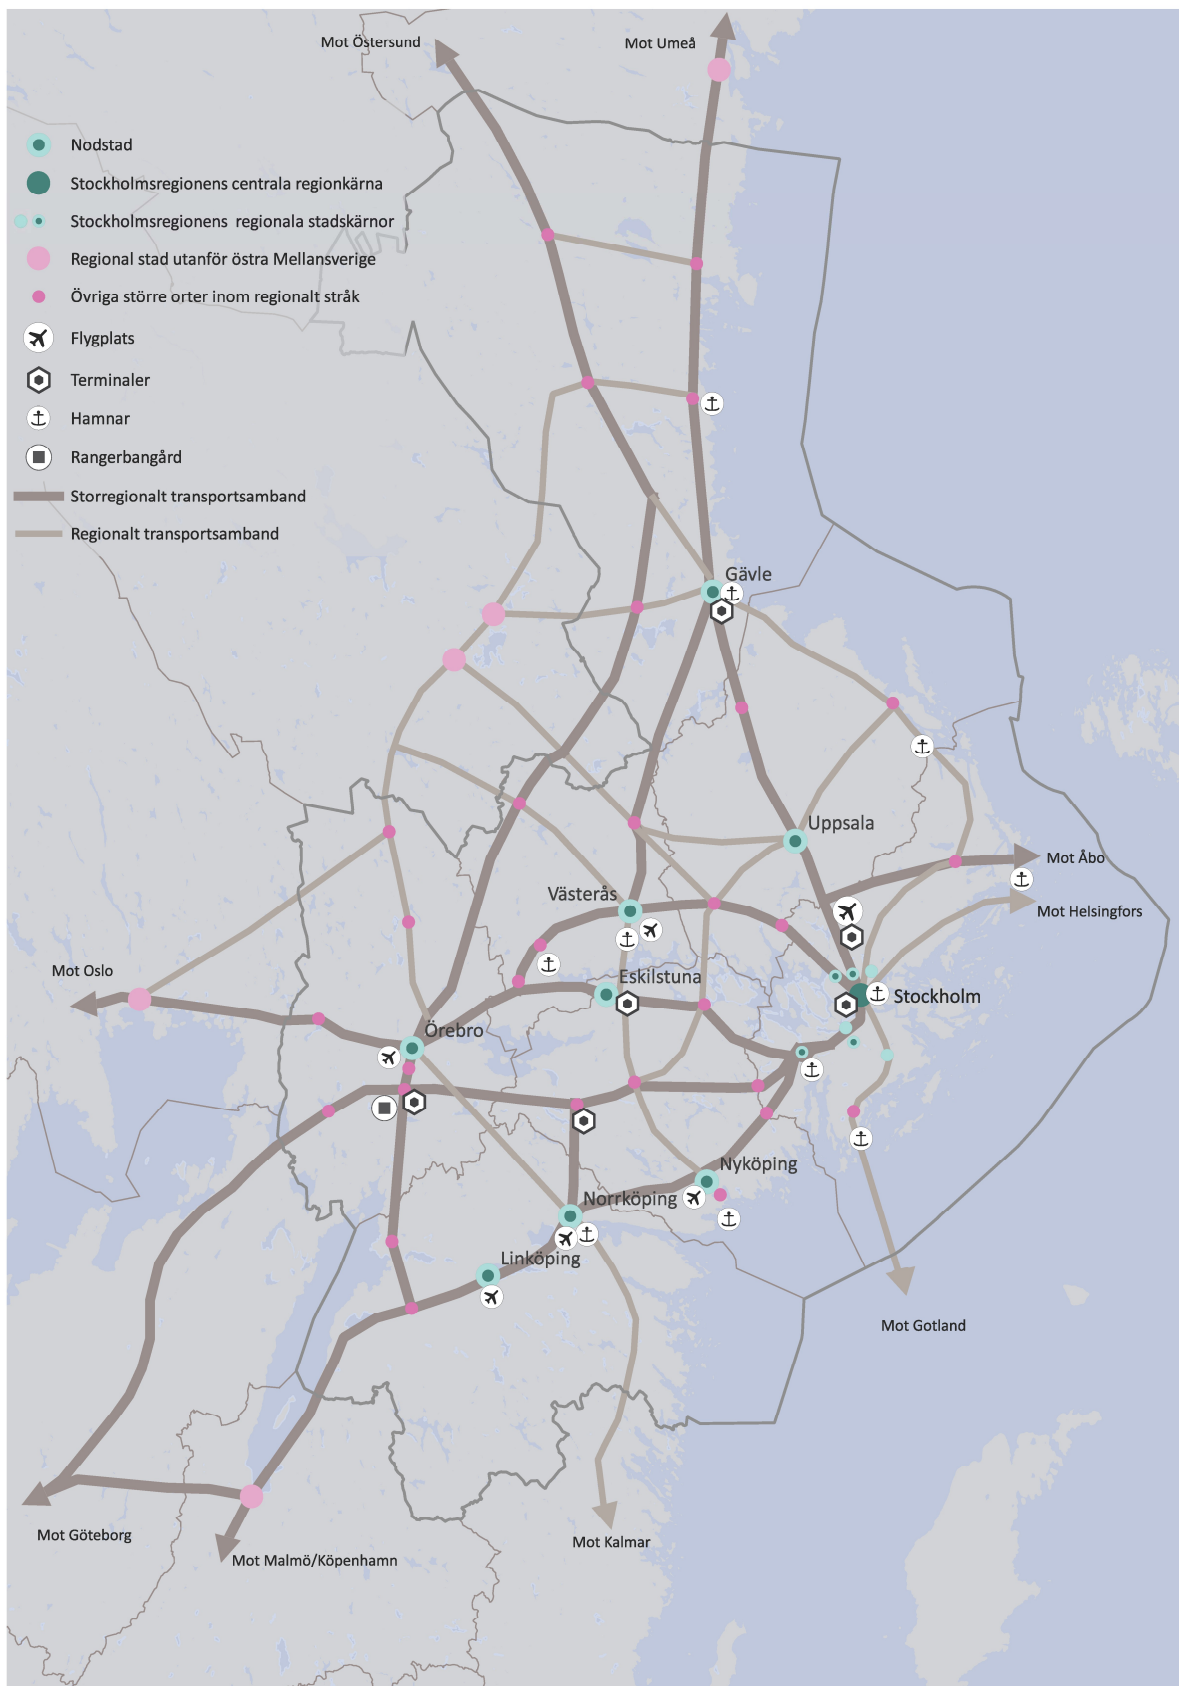 Mot Östersund
Mot Umeå
Nodstad
Stockholmsregionens centrala regionkärna
Stockholmsregionens regionala stadskärnor
Regional stad utanför östra Mellansverige
Övriga större orter inom regionalt stråk
Flygplats
Terminaler
Hamnar
Rangerbangård
Storregionalt transportsamband
Regionalt transportsamband
Gävle
Uppsala
Mot Åbo
Västerås
Mot Helsingfors
Mot Oslo
Eskilstuna
Stockholm
Örebro
Nyköping
Norrköping
Linköping
Mot Gotland
Mot Göteborg
Mot Kalmar
Mot Malmö/Köpenhamn